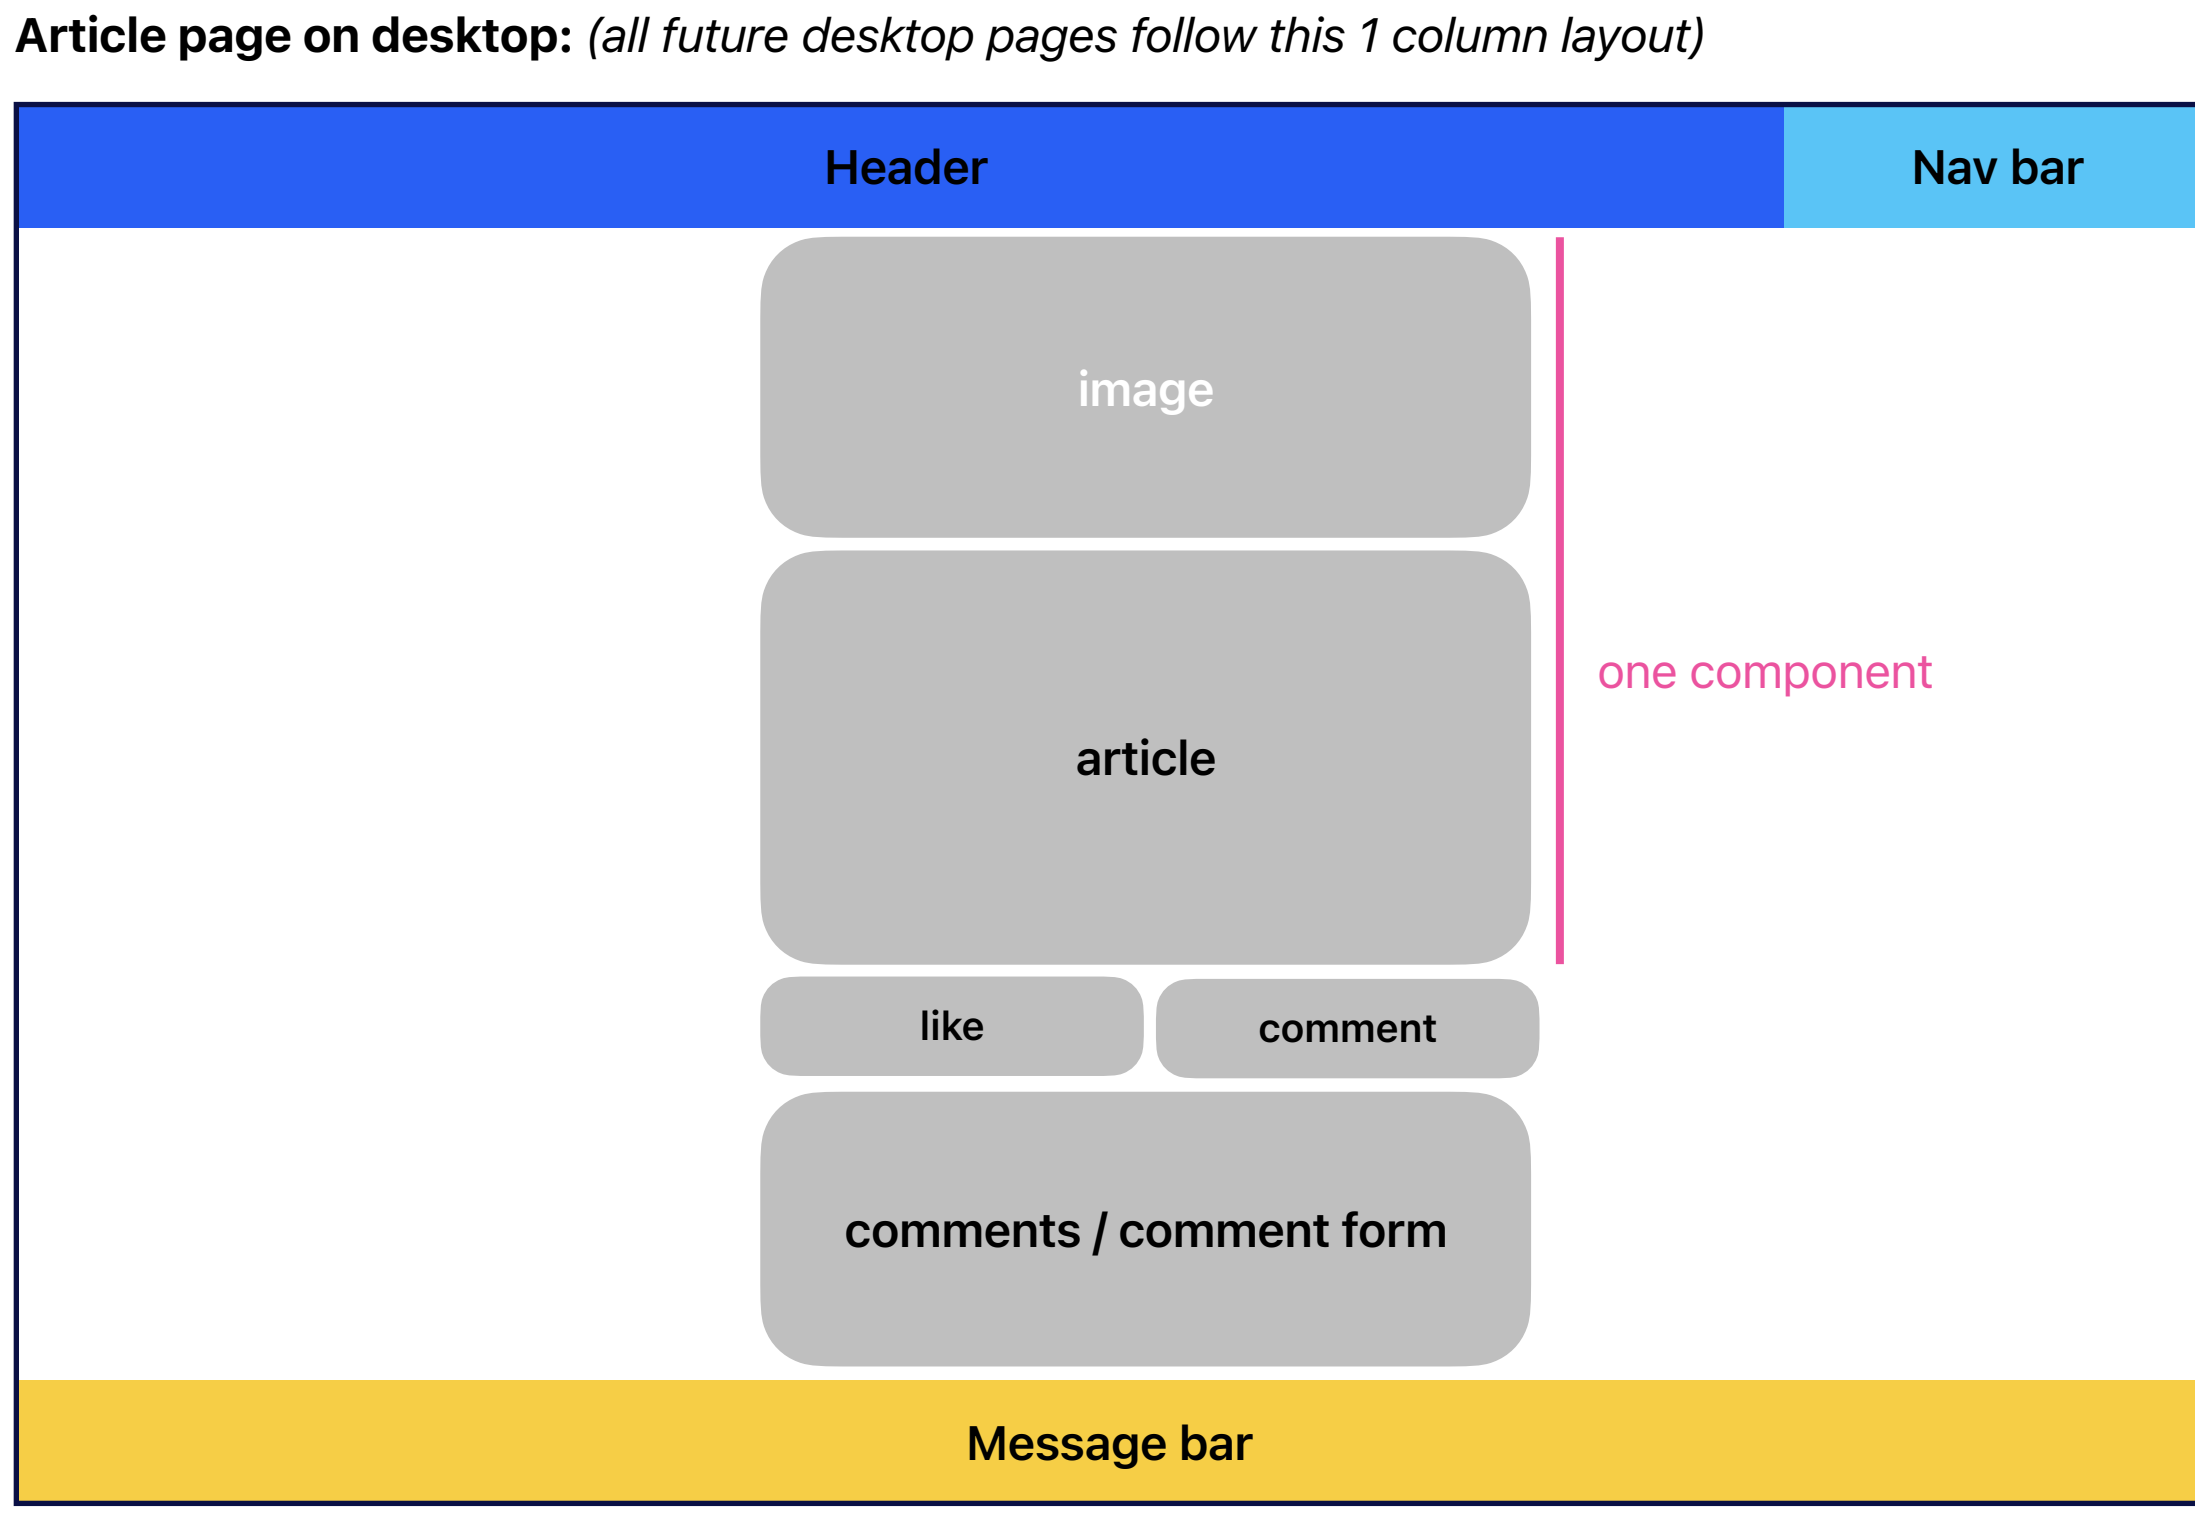 Article page on desktop: (all future desktop pages follow this 1 column layout)
Header
Nav bar
image
one component
article
like
comment
comments / comment form
Message bar